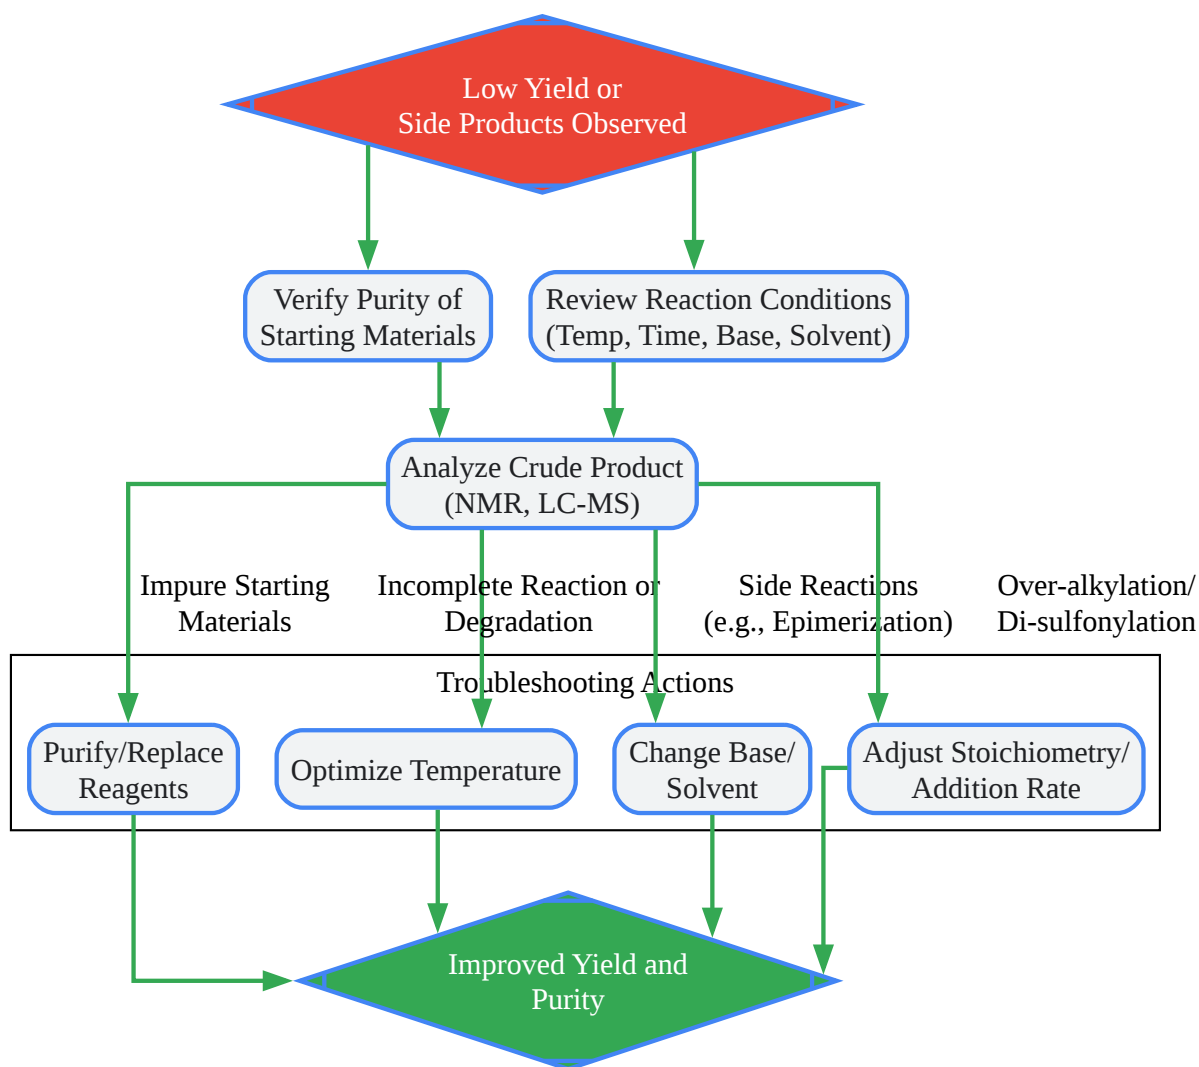 Low Yield or
Side Products Observed
Verify Purity of
Starting Materials
Review Reaction Conditions
(Temp, Time, Base, Solvent)
Analyze Crude Product
(NMR, LC-MS)
Impure Starting
Materials
Incomplete Reaction or
Degradation
Side Reactions
(e.g., Epimerization)
Over-alkylation/
Di-sulfonylation
Troubleshooting Actions
Purify/Replace
Reagents
Optimize Temperature
Change Base/
Solvent
Adjust Stoichiometry/
Addition Rate
Improved Yield and
Purity